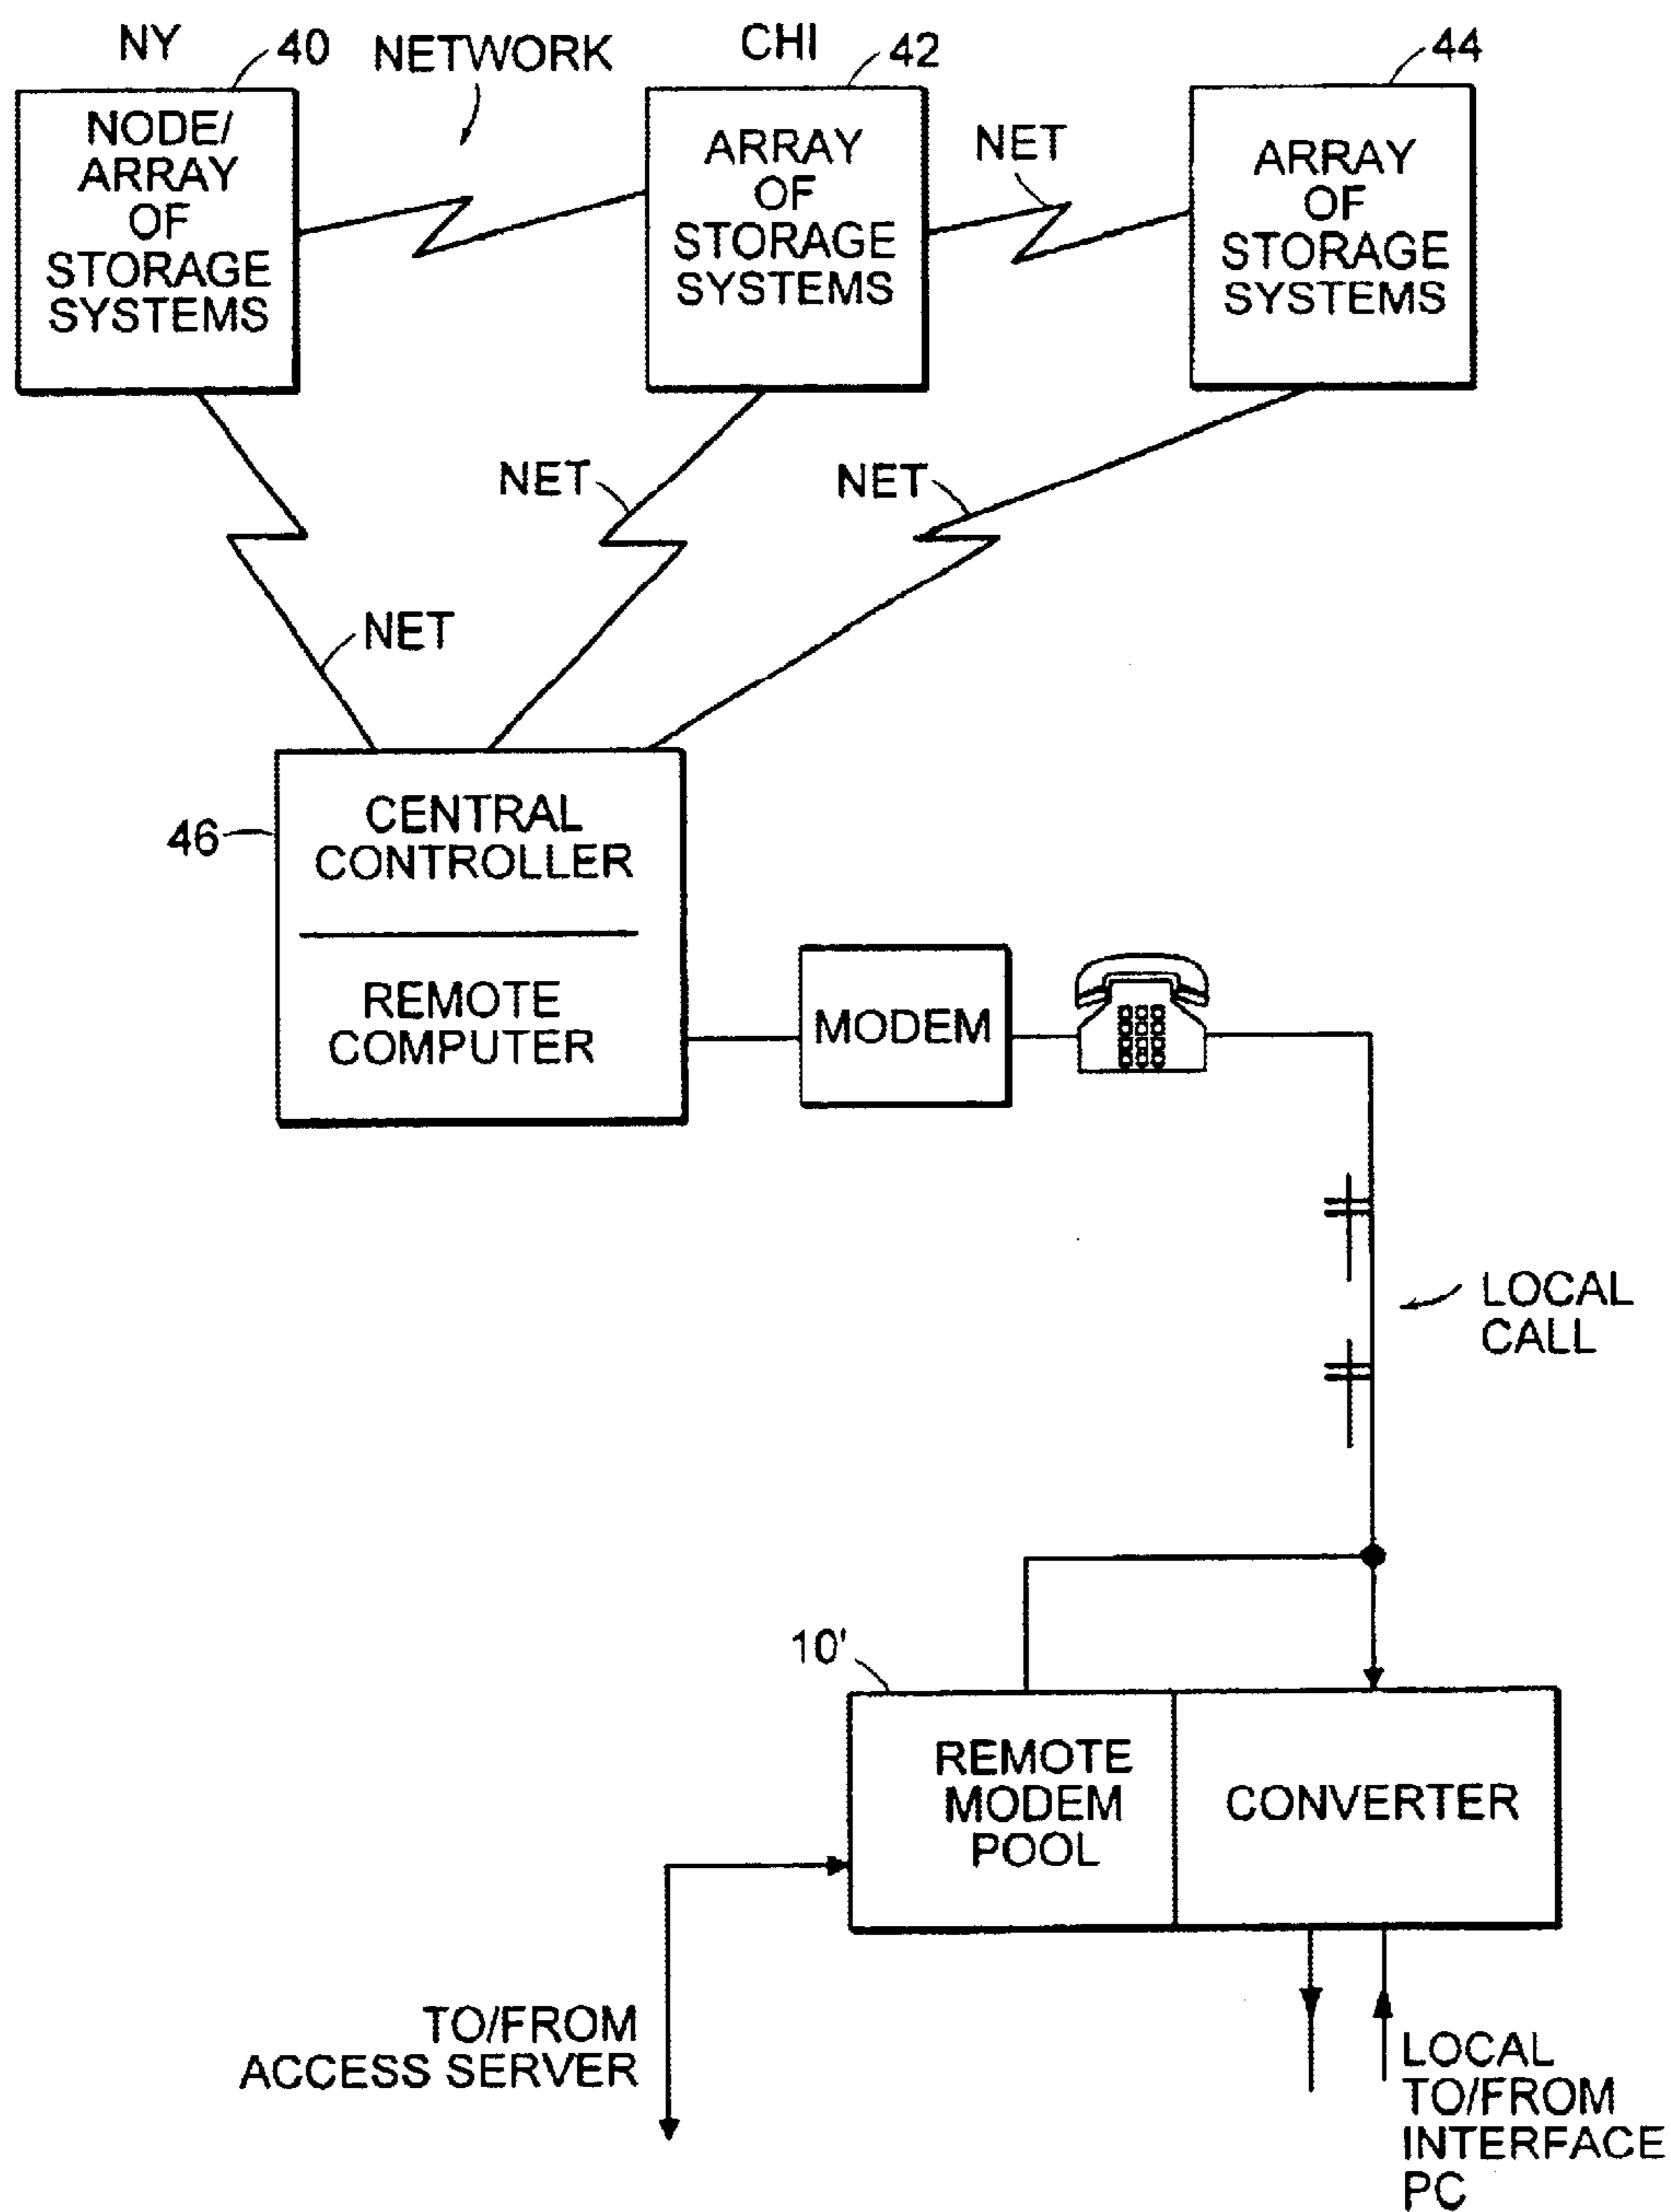 NY
40
NETWORK
CHI
42
44
NODE/
ARRAY
OF
STORAGE
SYSTEMS
ARRAY
OF
STORAGE
SYSTEMS
NET
ARRAY
OF
STORAGE
SYSTEMS
NET
NET
NET
46
CENTRAL
CONTROLLER
REMOTE
COMPUTER
MODEM
LOCAL
CALL
10'
REMOTE
MODEM
POOL
CONVERTER
TO/FROM
ACCESS SERVER
LOCAL
TO/FROM
INTERFACE
PC